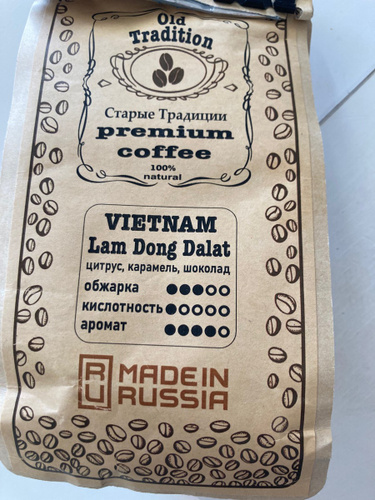 Old
Tradition
Старые Традиции
premium
coffee
100%
natural
VIETNAM
Lam Dong Dalat
цитрус, карамель, шоколад
обжарка
кислотность
аромат
RU MADE IN
RUSSIA